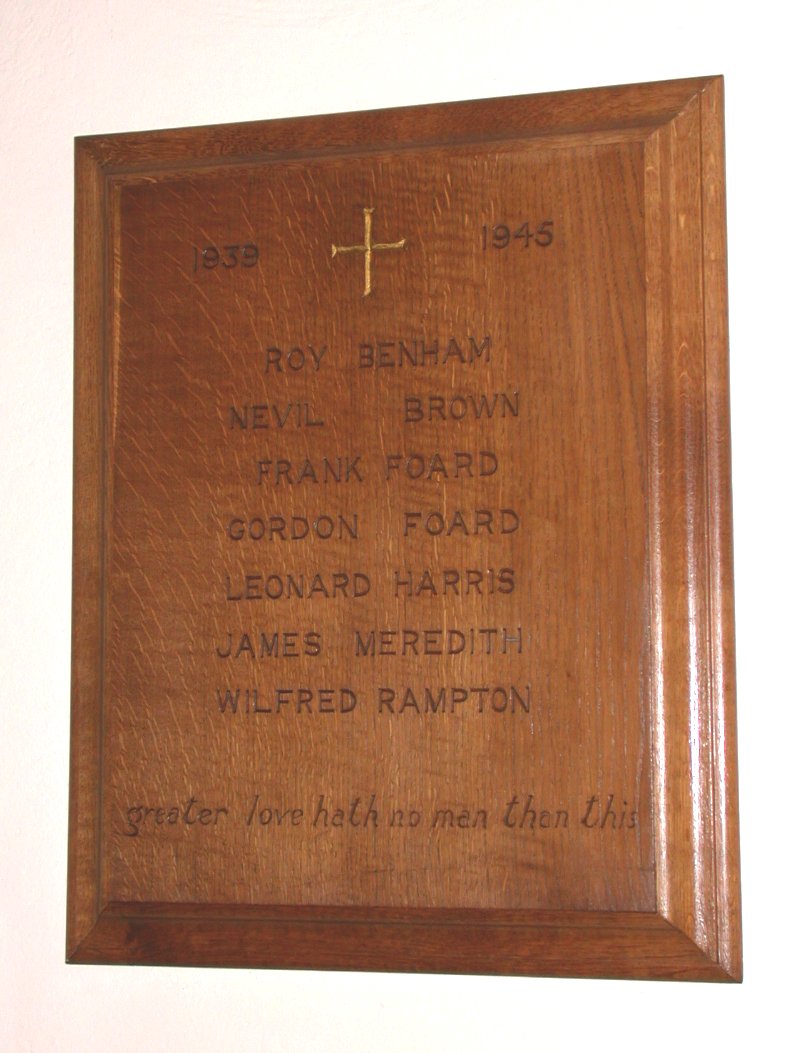 1939 1945
ROY BENHAM
NEVIL BROWN
FRANK FOARD
GORDON FOARD
LEONARD HARRIS
JAMES MEREDITH
WILFRED RAMPTON
greater love hath no man than this